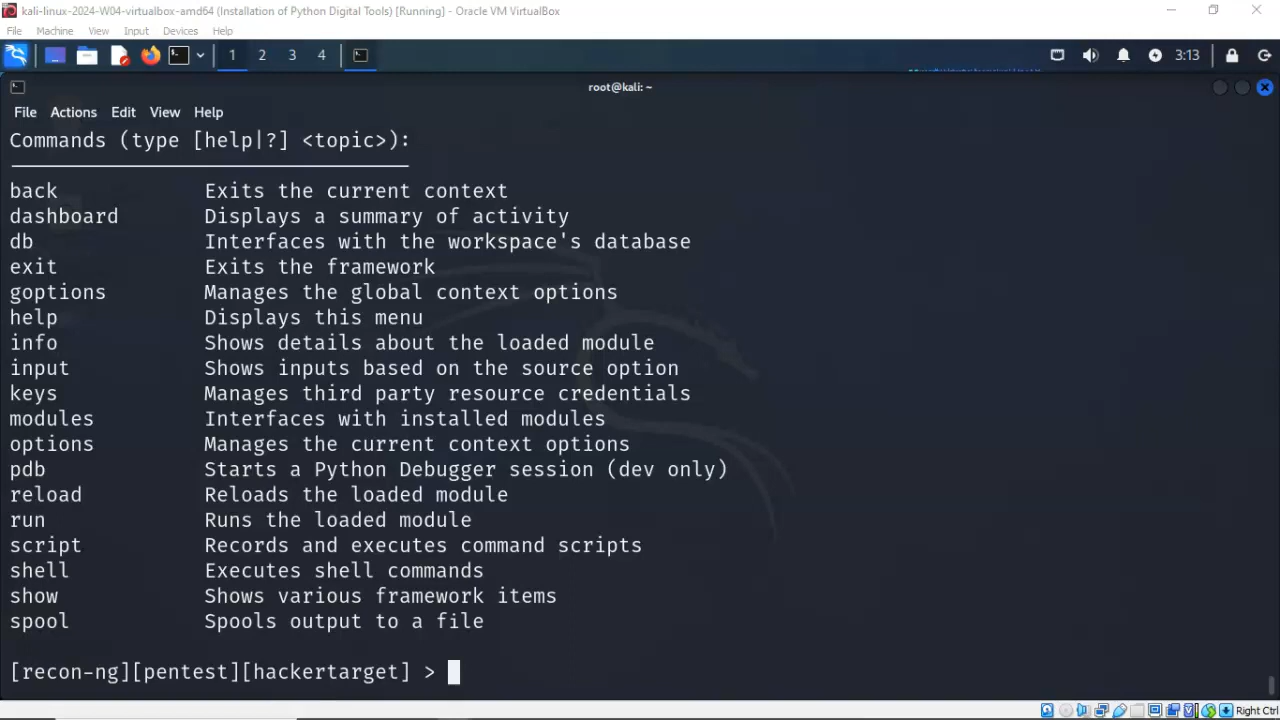 kali-linux-2024-W04-virtualbox-amd64 (Installation of Python Digital Tools) [Running] - Oracle VM VirtualBox
File Machine View Input Devices Help
1 2 3 4 3:13
root@kali: ~
File Actions Edit View Help
Commands (type [help|?] <topic>):
back Exits the current context
dashboard Displays a summary of activity
db Interfaces with the workspace's database
exit Exits the framework
goptions Manages the global context options
help Displays this menu
info Shows details about the loaded module
input Shows inputs based on the source option
keys Manages third party resource credentials
modules Interfaces with installed modules
options Manages the current context options
pdb Starts a Python Debugger session (dev only)
reload Reloads the loaded module
run Runs the loaded module
script Records and executes command scripts
shell Executes shell commands
show Shows various framework items
spool Spools output to a file
[recon-ng][pentest][hackertarget] >
Right Ctrl